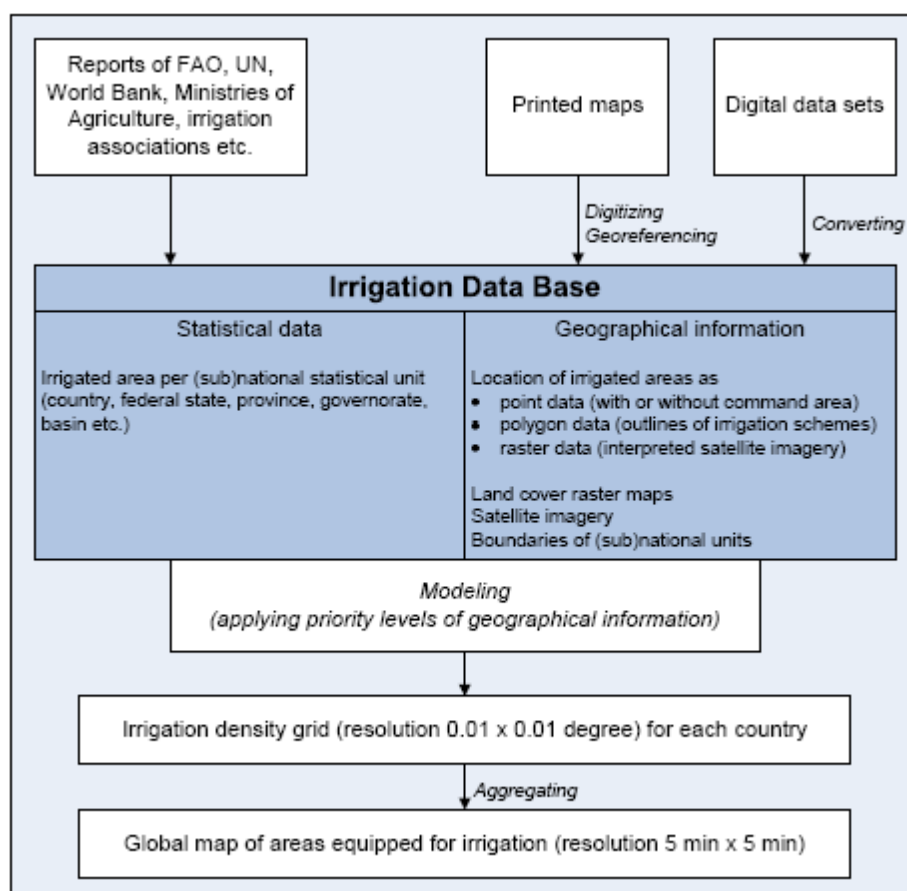 Reports of FAO, UN,
World Bank, Ministries of
Agriculture, irrigation
associations etc.
Printed maps
Digital data sets
Digitizing
Georeferencing
Converting
Irrigation Data Base
Statistical data
Irrigated area per (sub)national statistical unit
(country, federal state, province, governorate,
basin etc.)
Geographical information
Location of irrigated areas as
• point data (with or without command area)
• polygon data (outlines of irrigation schemes)
• raster data (interpreted satellite imagery)
Land cover raster maps
Satellite imagery
Boundaries of (sub)national units
Modeling
(applying priority levels of geographical information)
Irrigation density grid (resolution 0.01 x 0.01 degree) for each country
Aggregating
Global map of areas equipped for irrigation (resolution 5 min x 5 min)